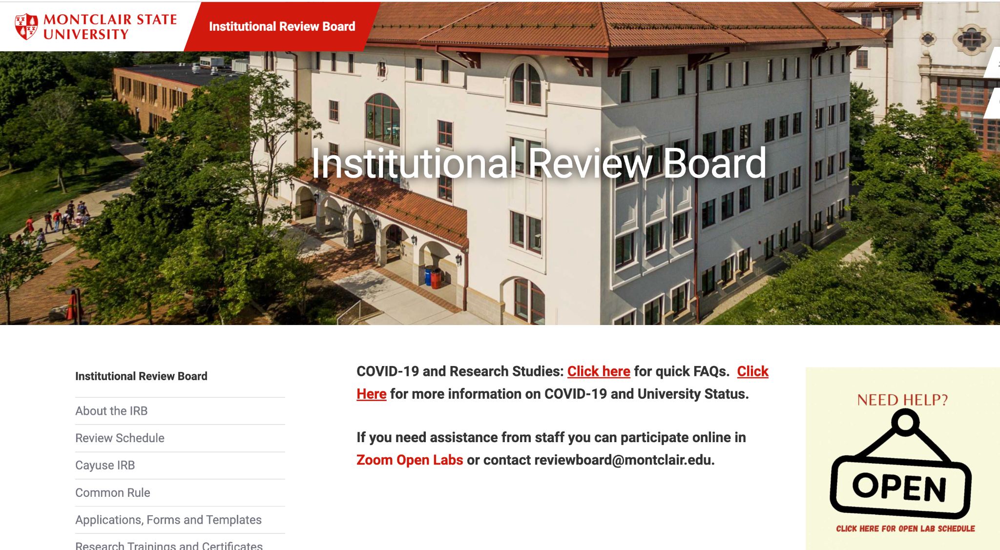 MONTCLAIR STATE
UNIVERSITY
Institutional Review Board
Institutional Review Board
Institutional Review Board
About the IRB
Review Schedule
Cayuse IRB
Common Rule
Applications, Forms and Templates
Research Trainings and Certificates
COVID-19 and Research Studies: Click here for quick FAQs. Click
Here for more information on COVID-19 and University Status.
If you need assistance from staff you can participate online in
Zoom Open Labs or contact reviewboard@montclair.edu.
NEED HELP?
OPEN
CLICK HERE FOR OPEN LAB SCHEDULE